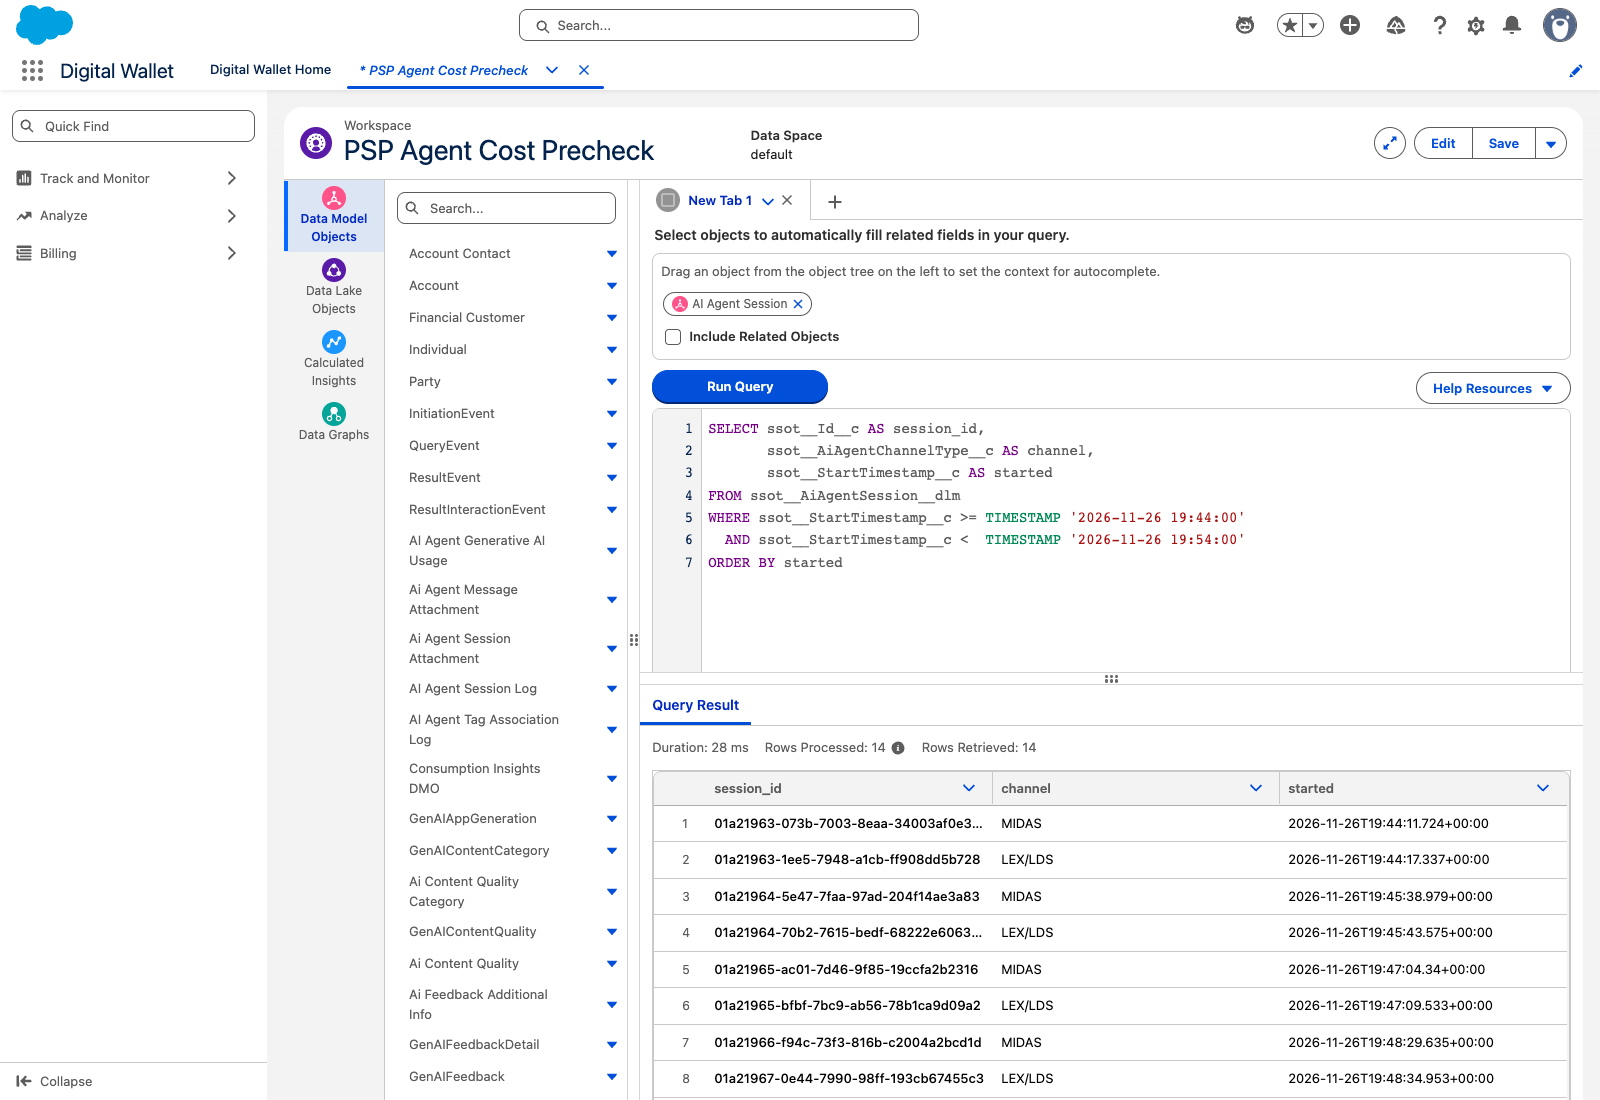 Search...
Digital Wallet
Digital Wallet Home
* PSP Agent Cost Precheck
Quick Find
Track and Monitor
Analyze
Billing
Collapse
Workspace
PSP Agent Cost Precheck
Data Space
default
Edit
Save
Data Model
Objects
Data Lake
Objects
Calculated
Insights
Data Graphs
Search...
Account Contact
Account
Financial Customer
Individual
Party
InitiationEvent
QueryEvent
ResultEvent
ResultInteractionEvent
AI Agent Generative AI
Usage
Ai Agent Message
Attachment
Ai Agent Session
Attachment
AI Agent Session Log
AI Agent Tag Association
Log
Consumption Insights
DMO
GenAIAppGeneration
GenAIContentCategory
Ai Content Quality
Category
GenAIContentQuality
Ai Content Quality
Ai Feedback Additional
Info
GenAIFeedbackDetail
GenAIFeedback
New Tab 1
Select objects to automatically fill related fields in your query.
Drag an object from the object tree on the left to set the context for autocomplete.
AI Agent Session
Include Related Objects
Run Query
Help Resources
1 SELECT ssot__Id__c AS session_id,
2 ssot__AiAgentChannelType__c AS channel,
3 ssot__StartTimestamp__c AS started
4 FROM ssot__AiAgentSession__dlm
5 WHERE ssot__StartTimestamp__c >= TIMESTAMP '2026-11-26 19:44:00'
6 AND ssot__StartTimestamp__c < TIMESTAMP '2026-11-26 19:54:00'
7 ORDER BY started
Query Result
Duration: 28 ms Rows Processed: 14 Rows Retrieved: 14
session_id channel started
1 01a21963-073b-7003-8eaa-34003af0e3... MIDAS 2026-11-26T19:44:11.724+00:00
2 01a21963-1ee5-7948-a1cb-ff908dd5b728 LEX/LDS 2026-11-26T19:44:17.337+00:00
3 01a21964-5e47-7faa-97ad-204f14ae3a83 MIDAS 2026-11-26T19:45:38.979+00:00
4 01a21964-70b2-7615-bedf-68222e6063... LEX/LDS 2026-11-26T19:45:43.575+00:00
5 01a21965-ac01-7d46-9f85-19ccfa2b2316 MIDAS 2026-11-26T19:47:04.34+00:00
6 01a21965-bfbf-7bc9-ab56-78b1ca9d09a2 LEX/LDS 2026-11-26T19:47:09.533+00:00
7 01a21966-f94c-73f3-816b-c2004a2bcd1d MIDAS 2026-11-26T19:48:29.635+00:00
8 01a21967-0e44-7990-98ff-193cb67455c3 LEX/LDS 2026-11-26T19:48:34.953+00:00